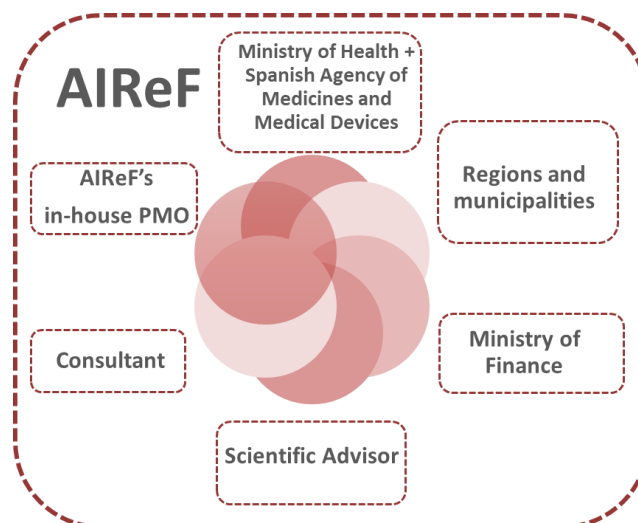 AIReF
Ministry of Health +
Spanish Agency of
Medicines and
Medical Devices
AIReF's
in-house PMO
Regions and
municipalities
Consultant
Ministry of
Finance
Scientific Advisor